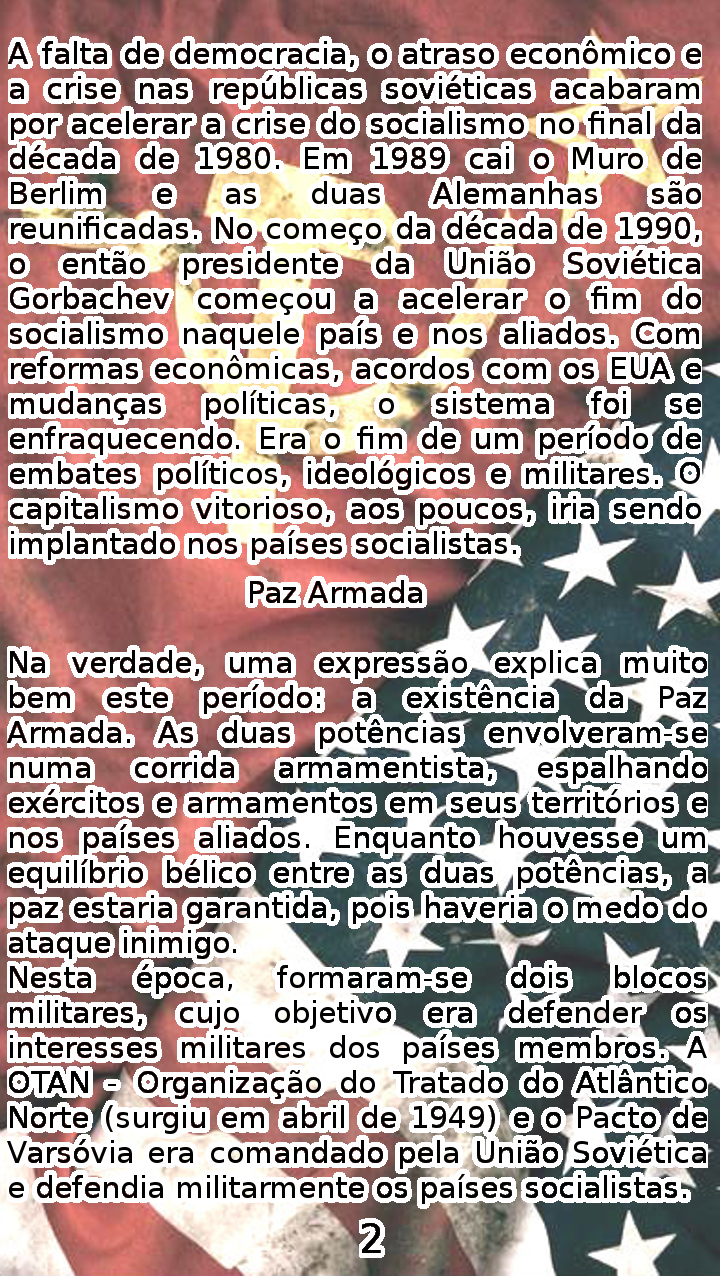 A falta de democracia, o atraso econômico e
a crise nas repúblicas soviéticas acabaram
por acelerar a crise do socialismo no final da
década de 1980. Em 1989 cai o Muro de
Berlim e as duas Alemanhas são
reunificadas. No começo da década de 1990,
o então presidente da União Soviética
Gorbachev começou a acelerar o fim do
socialismo naquele país e nos aliados. Com
reformas econômicas, acordos com os EUA e
mudanças políticas, o sistema foi se
enfraquecendo. Era o fim de um período de
embates políticos, ideológicos e militares. O
capitalismo vitorioso, aos poucos, iria sendo
implantado nos países socialistas.
Paz Armada
Na verdade, uma expressão explica muito
bem este período: a existência da Paz
Armada. As duas potências envolveram-se
numa corrida armamentista, espalhando
exércitos e armamentos em seus territórios e
nos países aliados. Enquanto houvesse um
equilíbrio bélico entre as duas potências, a
paz estaria garantida, pois haveria o medo do
ataque inimigo.
Nesta época, formaram-se dois blocos
militares, cujo objetivo era defender os
interesses militares dos países membros. A
OTAN – Organização do Tratado do Atlântico
Norte (surgiu em abril de 1949) e o Pacto de
Varsóvia era comandado pela União Soviética
e defendia militarmente os países socialistas.
2